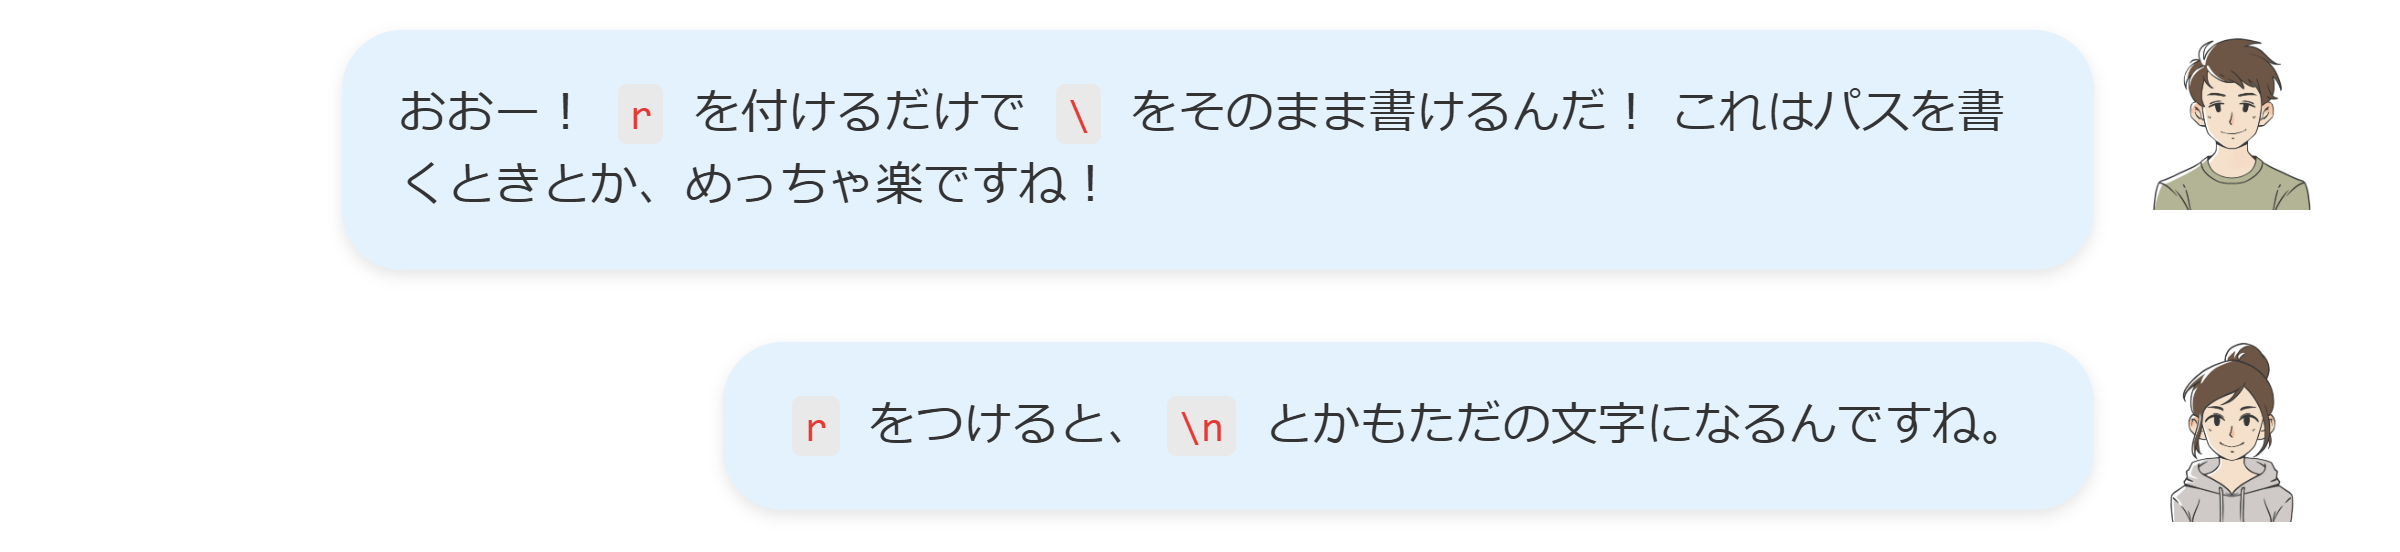 おおー！ r を付けるだけで \ をそのまま書けるんだ！ これはパスを書
くときとか、めっちゃ楽ですね！
r をつけると、 \n とかもただの文字になるんですね。